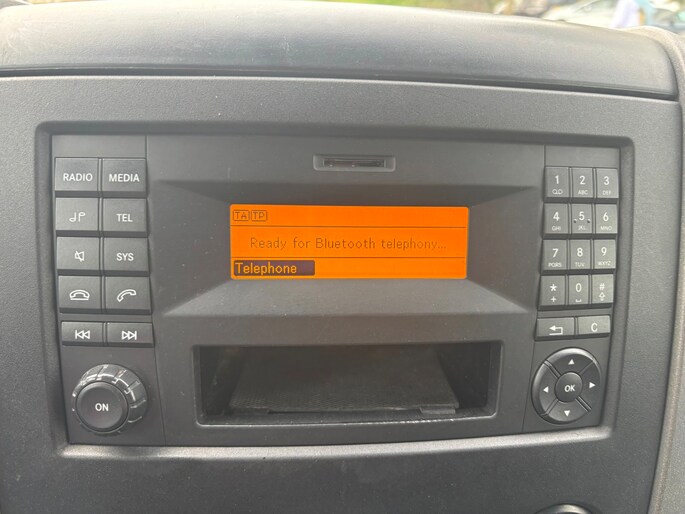 RADIO MEDIA
TEL
SYS
ON
TA TP
Ready for Bluetooth telephony...
Telephone
1 2 ABC 3 DEF
4 GHI 5 JKL 6 MNO
7 PQRS 8 TUV 9 WXYZ
* + 0 #
C
OK